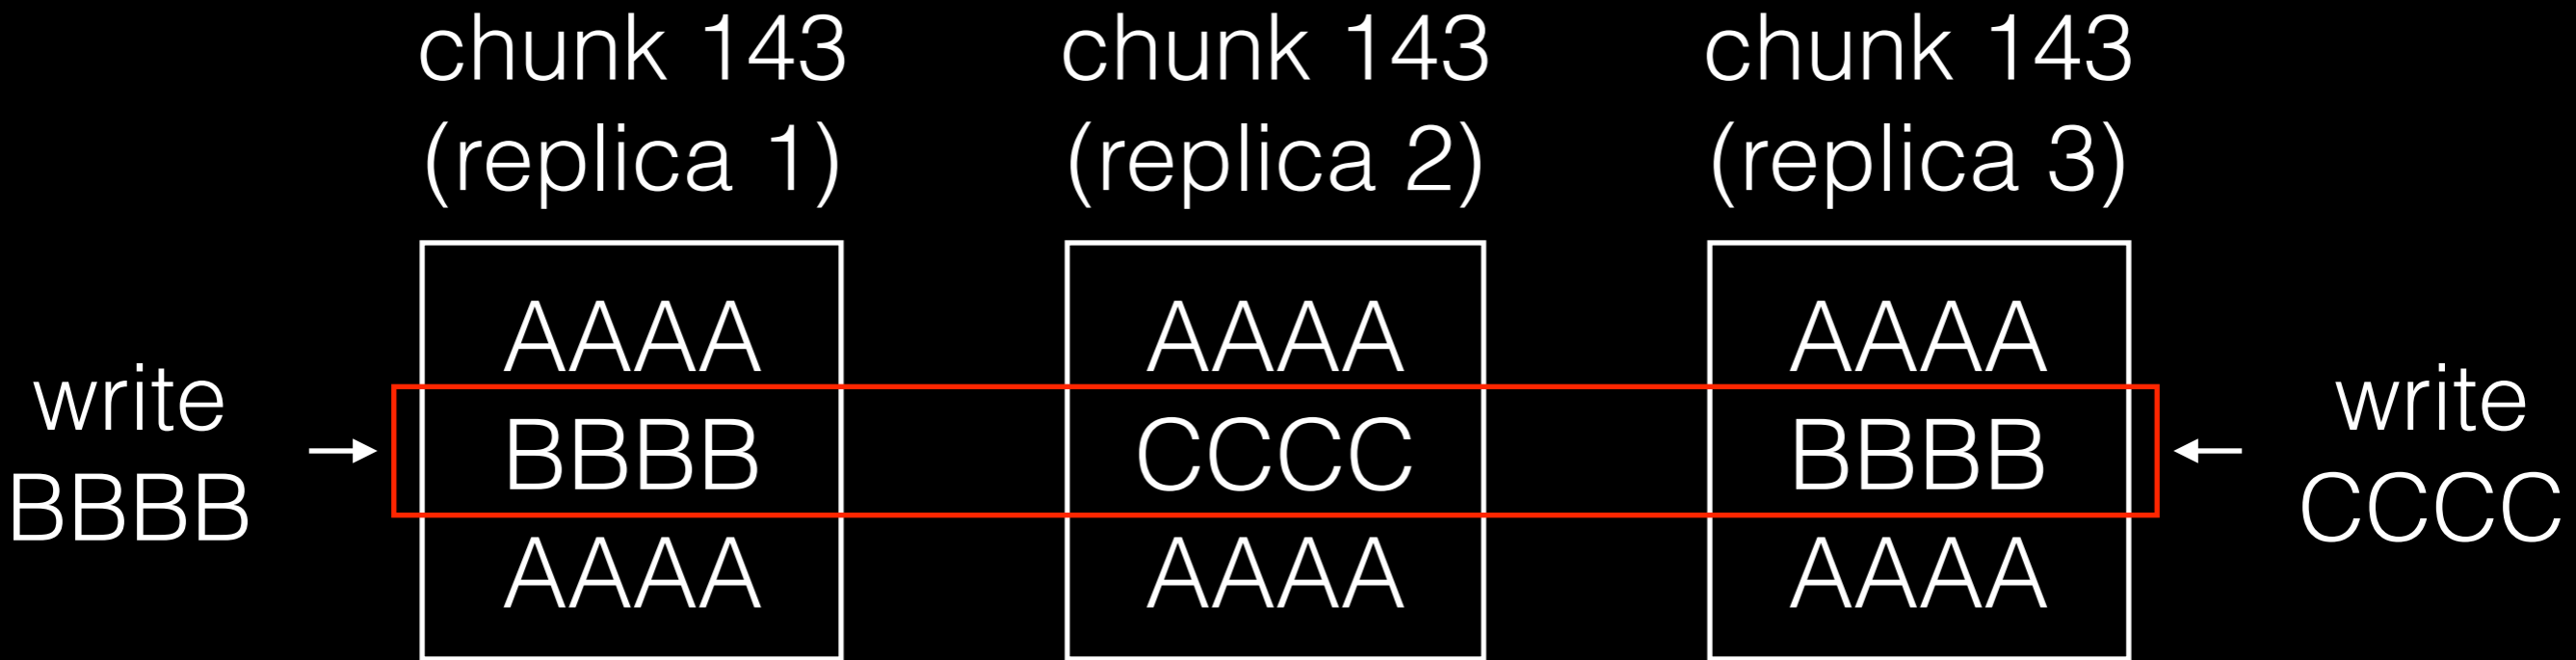 chunk 143
(replica 1)
chunk 143
(replica 2)
chunk 143
(replica 3)
write
BBBB
AAAA
BBBB
AAAA
AAAA
CCCC
AAAA
AAAA
BBBB
AAAA
write
CCCC